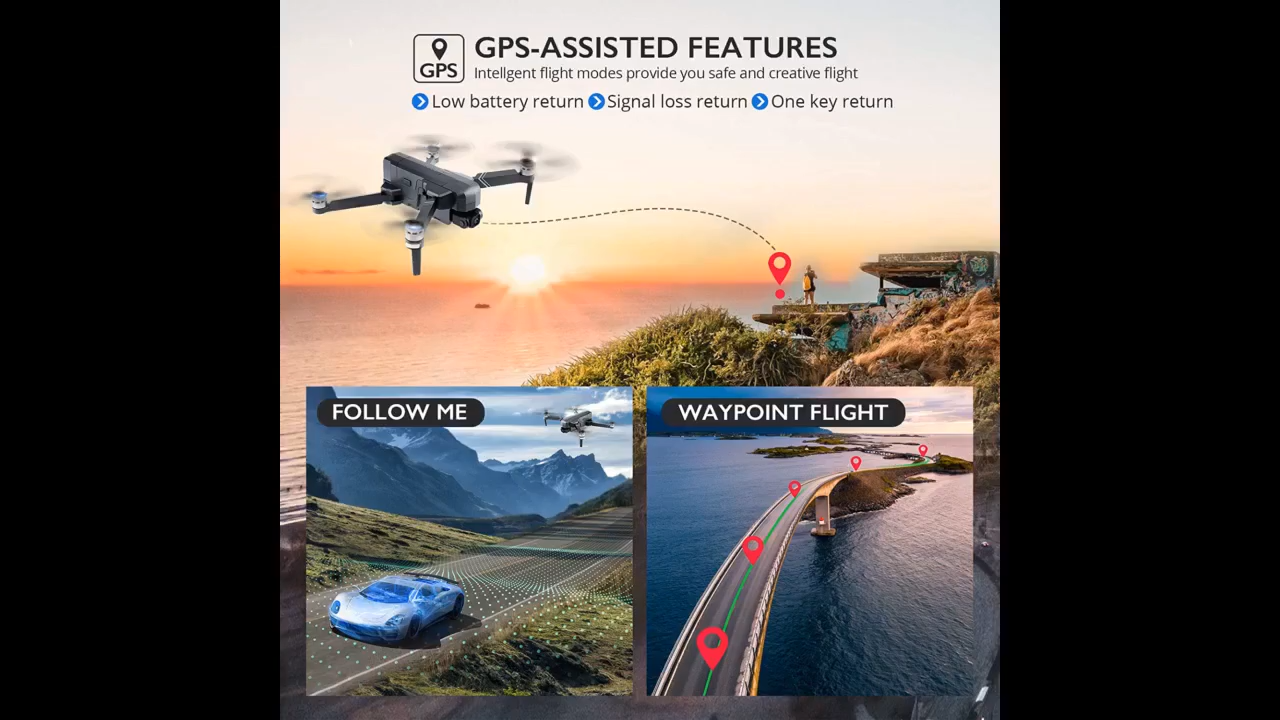 GPS
GPS-ASSISTED FEATURES
Intellgent flight modes provide you safe and creative flight
Low battery return Signal loss return One key return
FOLLOW ME
WAYPOINT FLIGHT